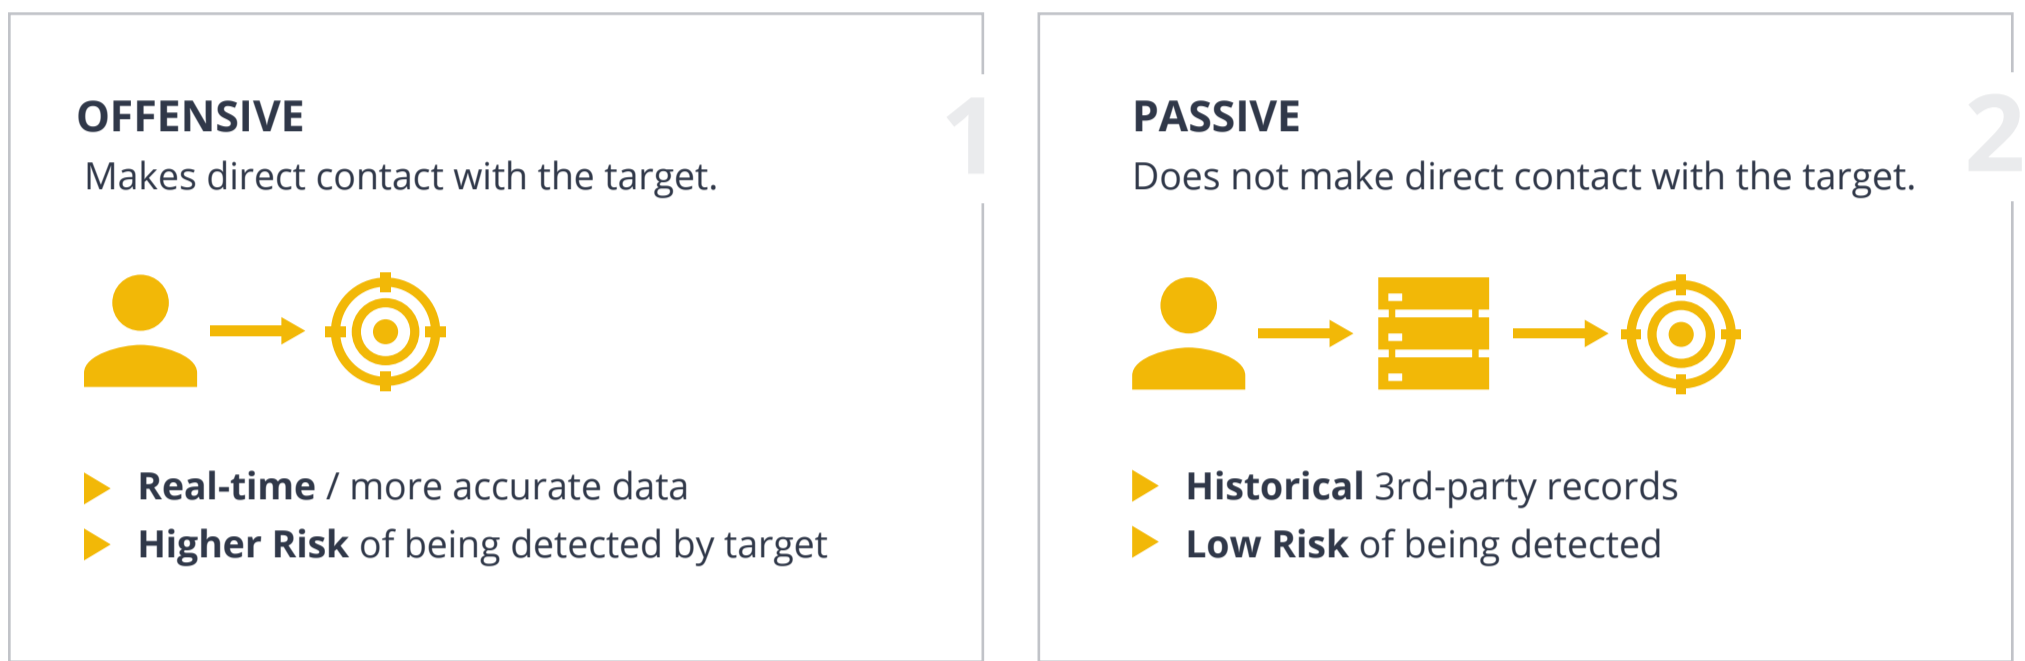 OFFENSIVE
1
Makes direct contact with the target.
Real-time / more accurate data
Higher Risk of being detected by target
PASSIVE
2
Does not make direct contact with the target.
Historical 3rd-party records
Low Risk of being detected